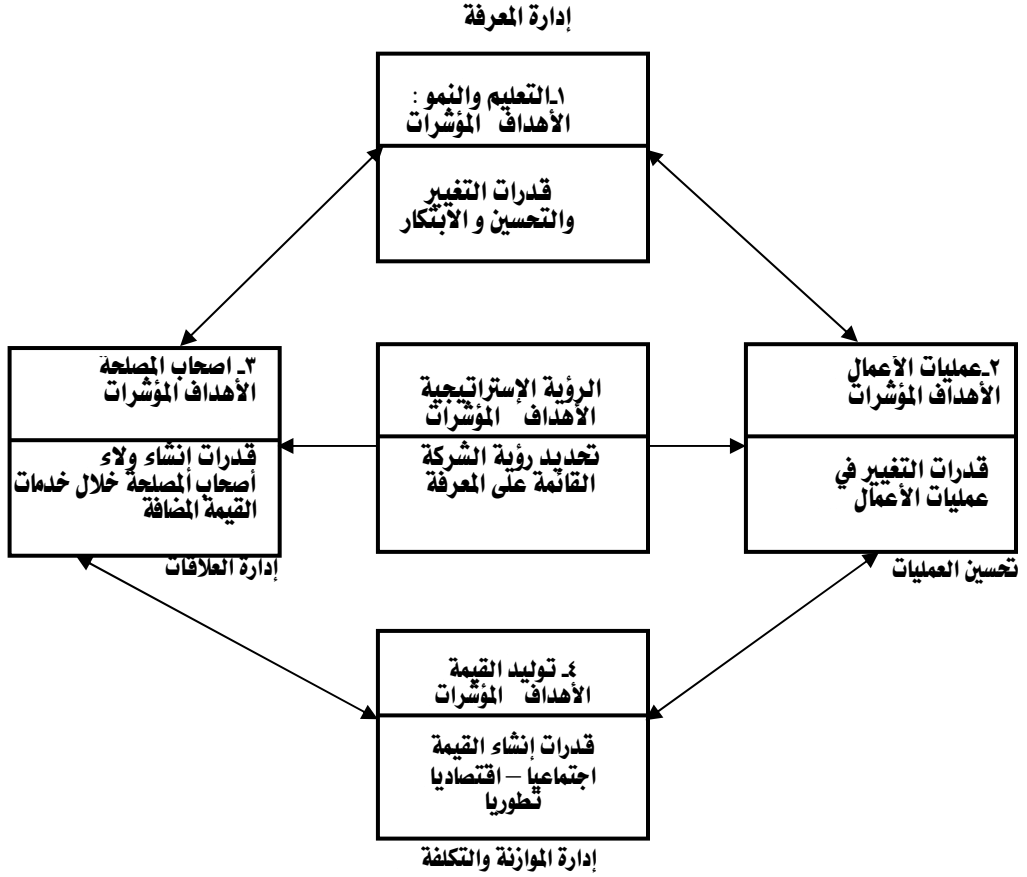 إدارة المعرفة
١ـالتعليم والنمو :
الأهداف المؤشرات
قدرات التغيير
والتحسين و الابتكار
٢ـعمليات الأعمال
الأهداف المؤشرات
قدرات التغيير في
عمليات الأعمال
تحسين العمليات
الرؤية الإستراتيجية
الأهداف المؤشرات
تحديد رؤية الشركة
القائمة على المعرفة
٣ـ اصحاب المصلحة
الأهداف المؤشرات
قدرات إنشاء ولاء
أصحاب المصلحة خلال خدمات
القيمة المضافة
إدارة العلاقات
٤ـ توليد القيمة
الأهداف المؤشرات
قدرات إنشاء القيمة
اجتماعيا – اقتصاديا
تطوريا
إدارة الموازنة والتكلفة